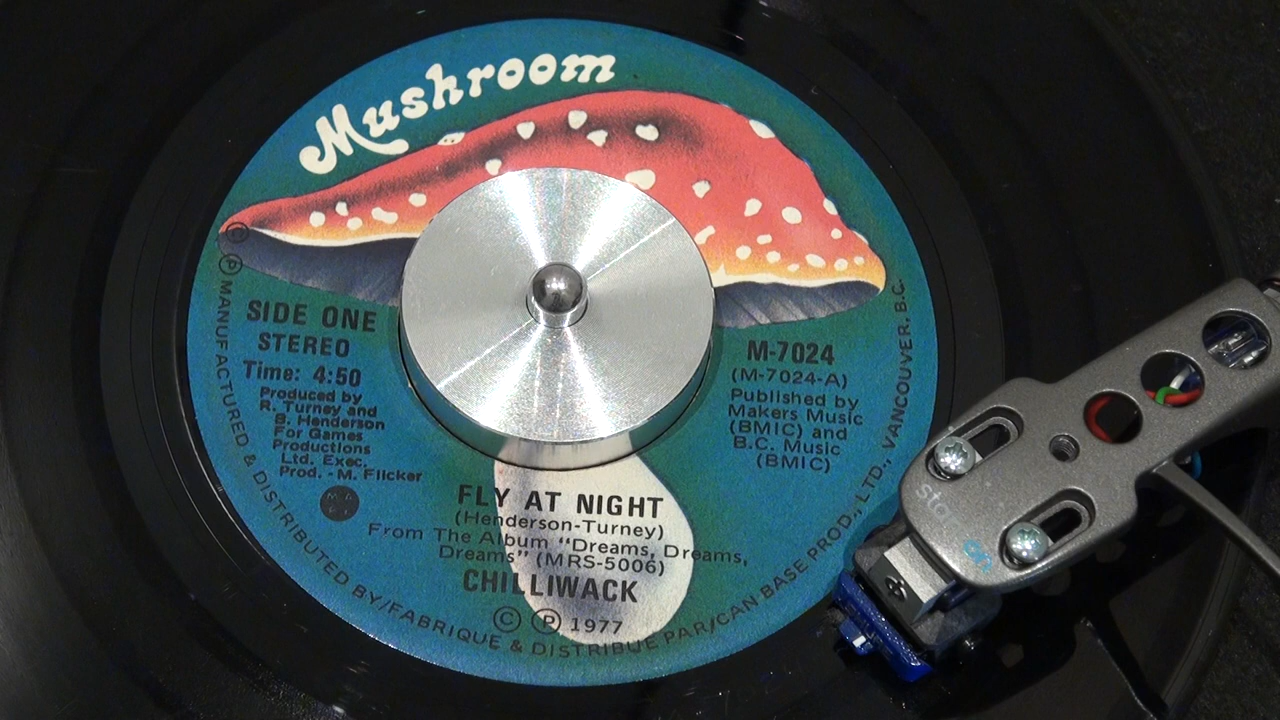 Mushroom
SIDE ONE
STEREO
Time: 4:50
Produced by
R. Turney and
B. Henderson
For Games
Productions
Ltd. Exec.
Prod. - M. Flicker
M-7024
(M-7024-A)
Published by
Makers Music
(BMIC) and
B.C. Music
(BMIC)
FLY AT NIGHT
(Henderson-Turney)
From The Album "Dreams, Dreams,
Dreams" (MRS-5006)
CHILLIWACK
© ℗ 1977
℗ MANUFACTURED & DISTRIBUTED BY/FABRIQUE & DISTRIBUE PAR/CAN BASE PROD., LTD., VANCOUVER, B.C.